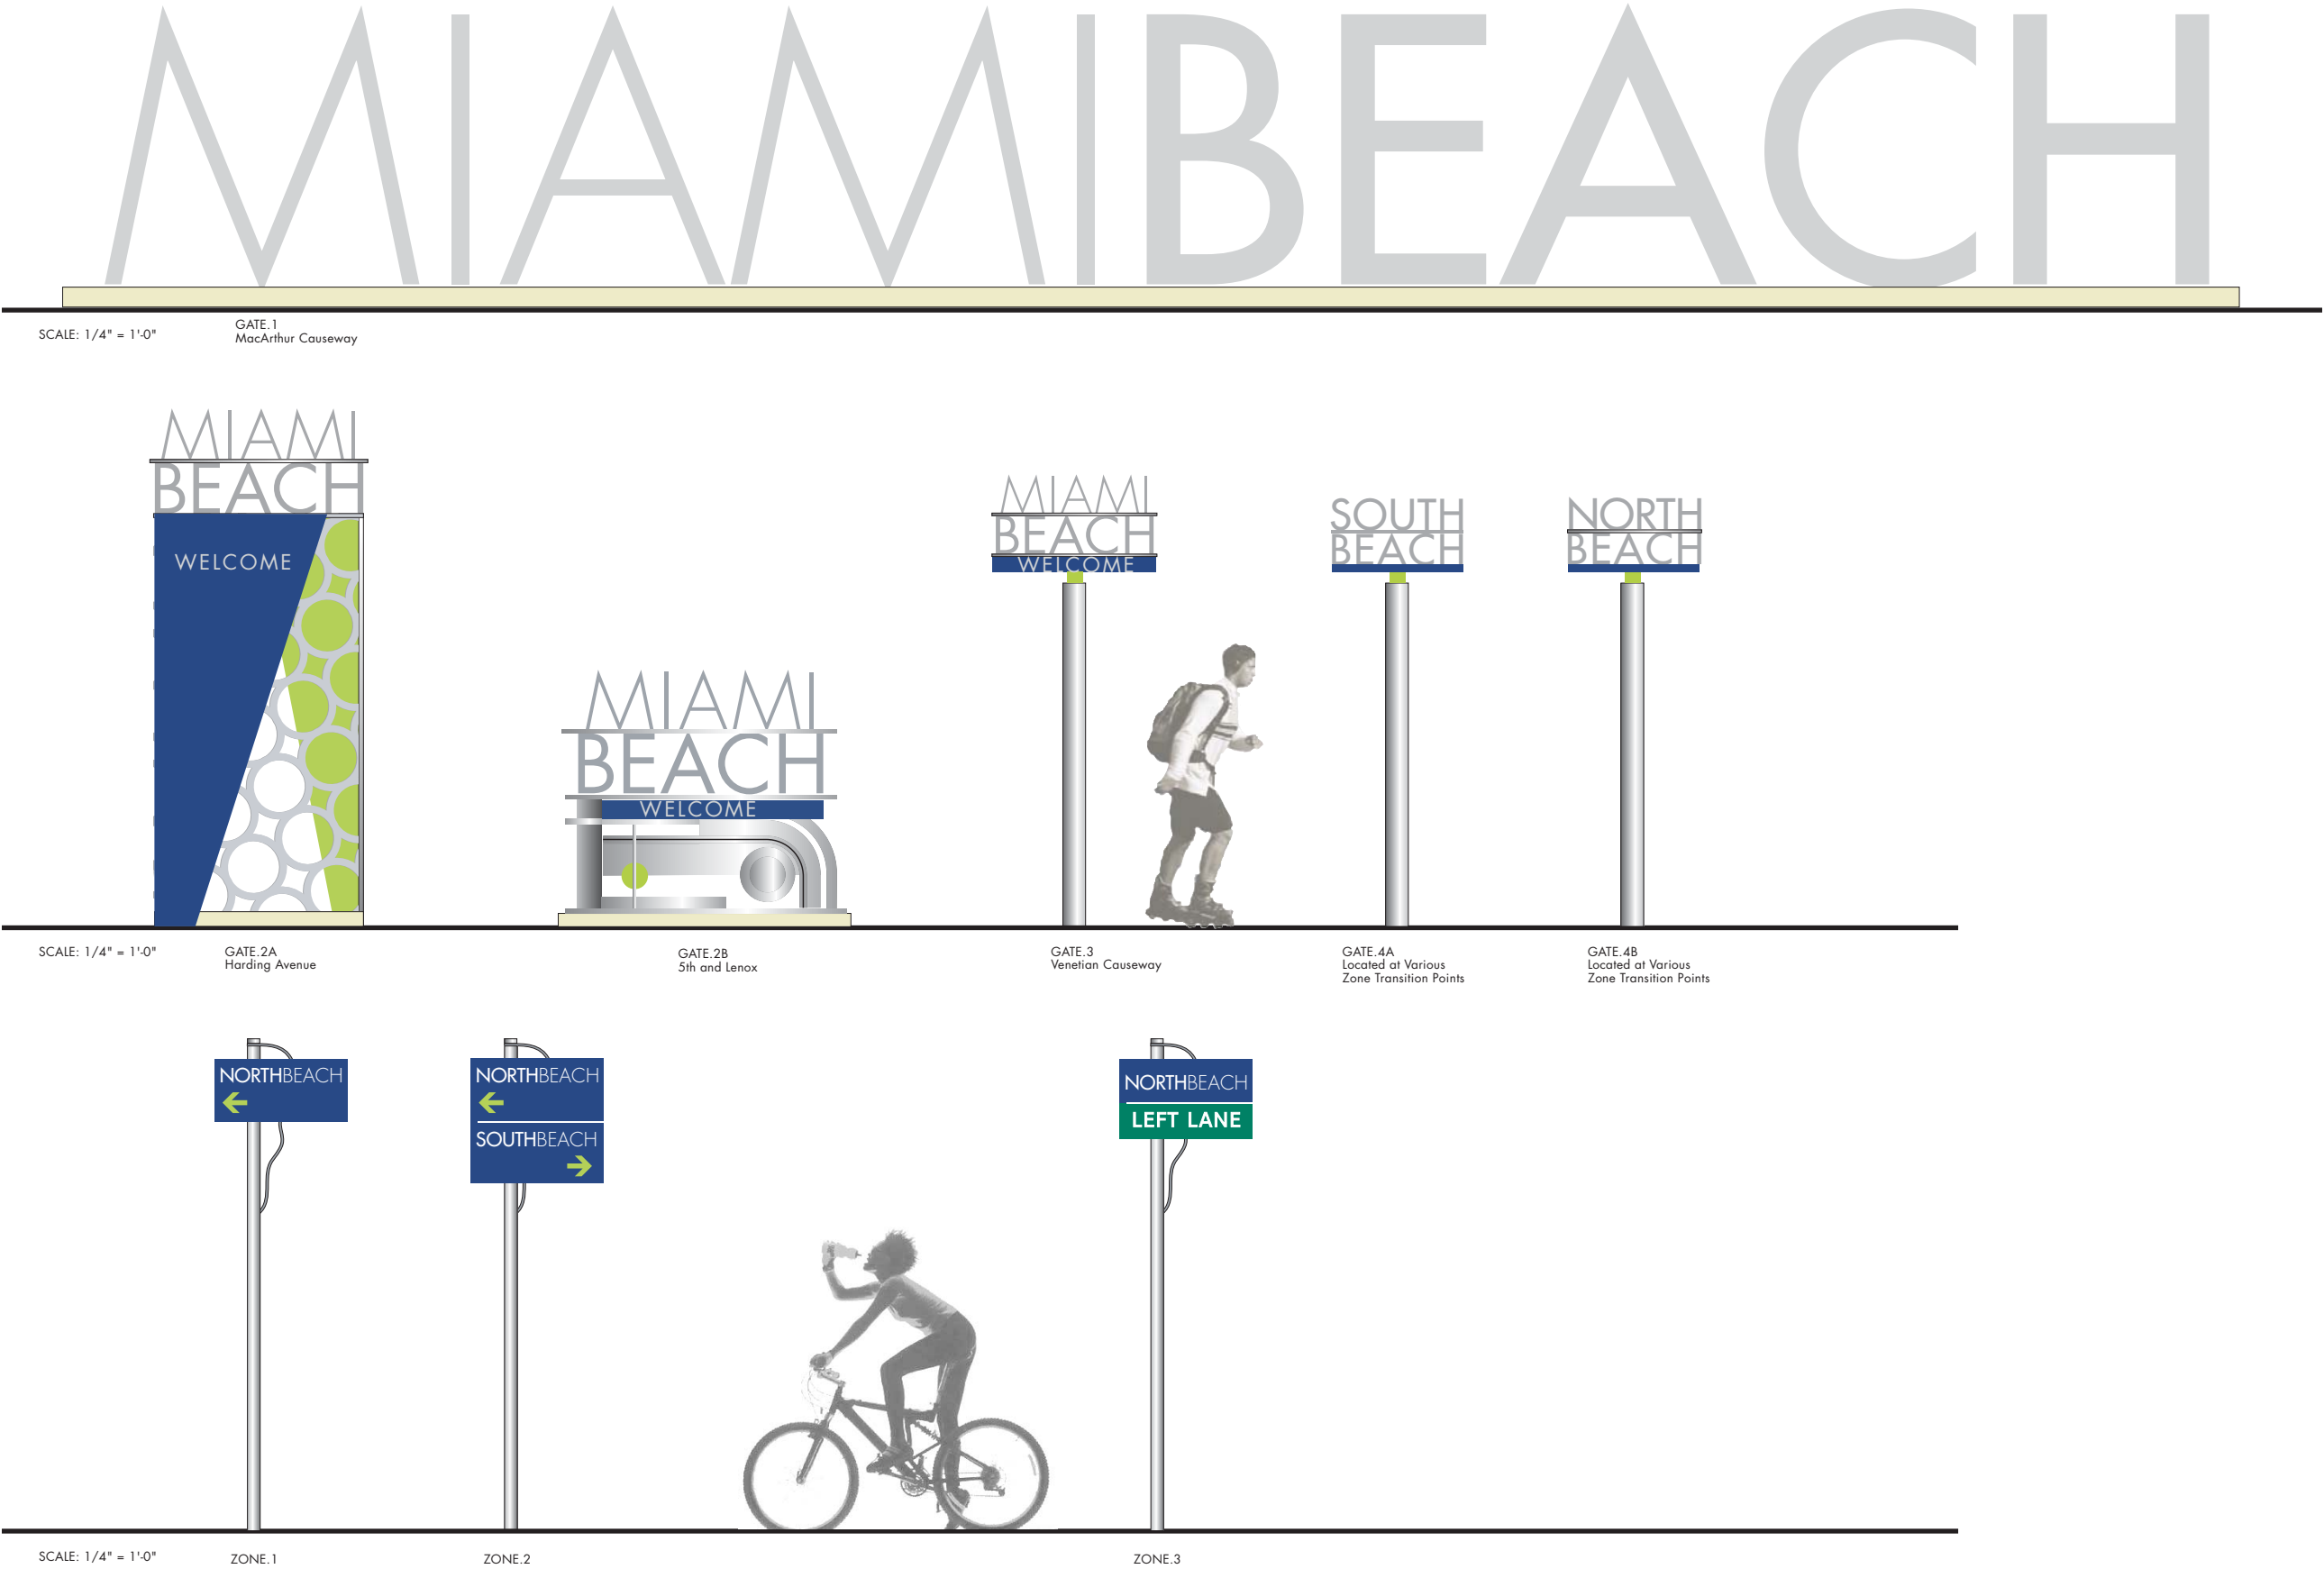 MIAMIBEACH
SCALE: 1/4" = 1'-0"
GATE.1
MacArthur Causeway
MIAMI
BEACH
WELCOME
MIAMI
BEACH
WELCOME
MIAMI
BEACH
WELCOME
SOUTH
BEACH
NORTH
BEACH
SCALE: 1/4" = 1'-0"
GATE.2A
Harding Avenue
GATE.2B
5th and Lenox
GATE.3
Venetian Causeway
GATE.4A
Located at Various
Zone Transition Points
GATE.4B
Located at Various
Zone Transition Points
NORTHBEACH
NORTHBEACH
SOUTHBEACH
NORTHBEACH
LEFT LANE
SCALE: 1/4" = 1'-0"
ZONE.1
ZONE.2
ZONE.3